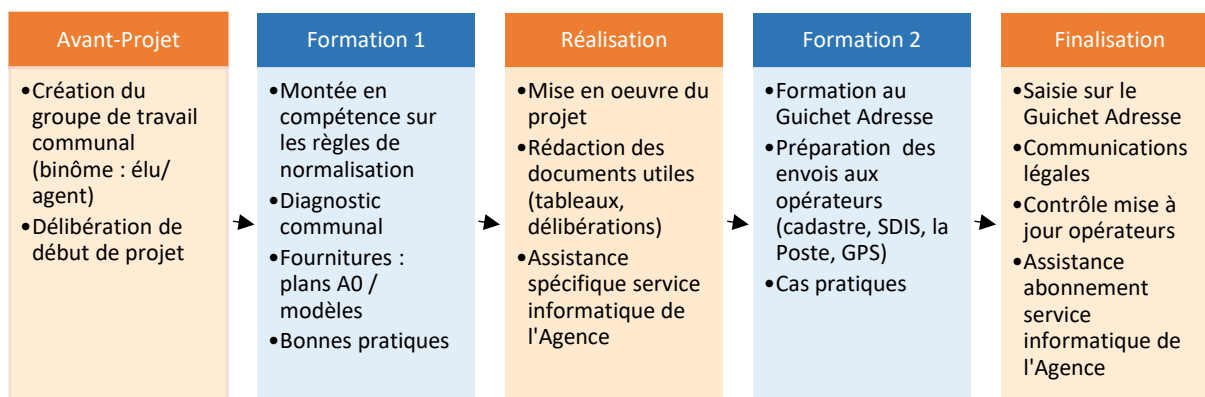 Avant-Projet
•Création du
groupe de travail
communal
(binôme : élu/
agent)
•Délibération de
début de projet
Formation 1
•Montée en
compétence sur
les règles de
normalisation
•Diagnostic
communal
•Fournitures :
plans A0 /
modèles
•Bonnes pratiques
Réalisation
•Mise en oeuvre du
projet
•Rédaction des
documents utiles
(tableaux,
délibérations)
•Assistance
spécifique service
informatique de
l'Agence
Formation 2
•Formation au
Guichet Adresse
•Préparation des
envois aux
opérateurs
(cadastre, SDIS, la
Poste, GPS)
•Cas pratiques
Finalisation
•Saisie sur le
Guichet Adresse
•Communications
légales
•Contrôle mise à
jour opérateurs
•Assistance
abonnement
service
informatique de
l'Agence